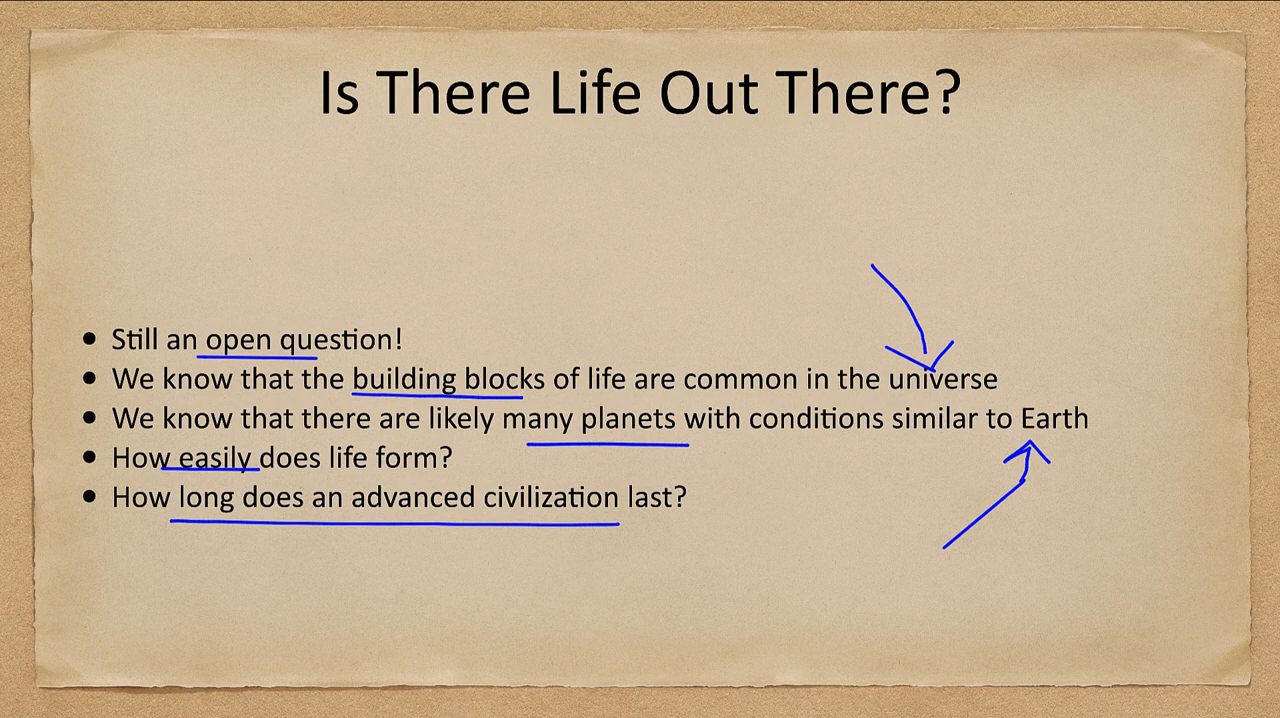 Is There Life Out There?
• Still an open question!
• We know that the building blocks of life are common in the universe
• We know that there are likely many planets with conditions similar to Earth
• How easily does life form?
• How long does an advanced civilization last?